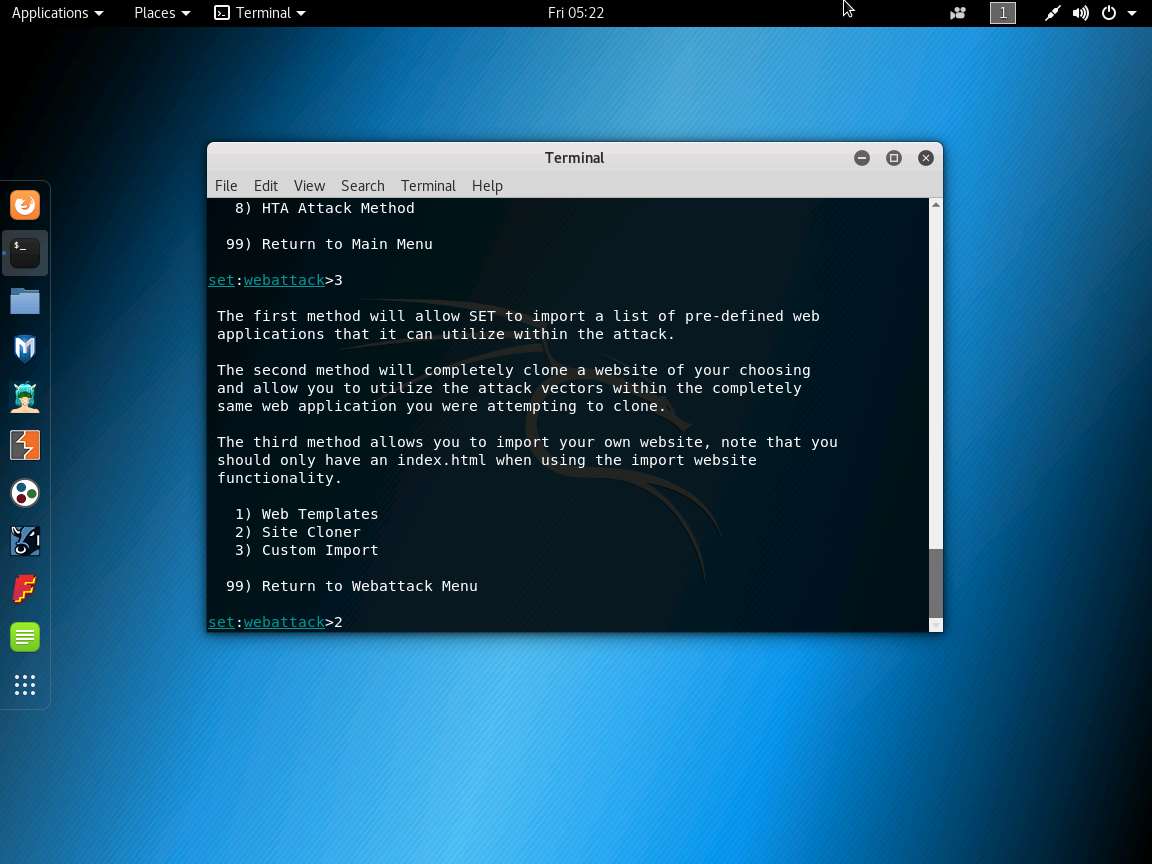 Applications Places Terminal Fri 05:22 1
Terminal
File Edit View Search Terminal Help
8) HTA Attack Method
99) Return to Main Menu
set:webattack>3
The first method will allow SET to import a list of pre-defined web
applications that it can utilize within the attack.
The second method will completely clone a website of your choosing
and allow you to utilize the attack vectors within the completely
same web application you were attempting to clone.
The third method allows you to import your own website, note that you
should only have an index.html when using the import website
functionality.
1) Web Templates
2) Site Cloner
3) Custom Import
99) Return to Webattack Menu
set:webattack>2